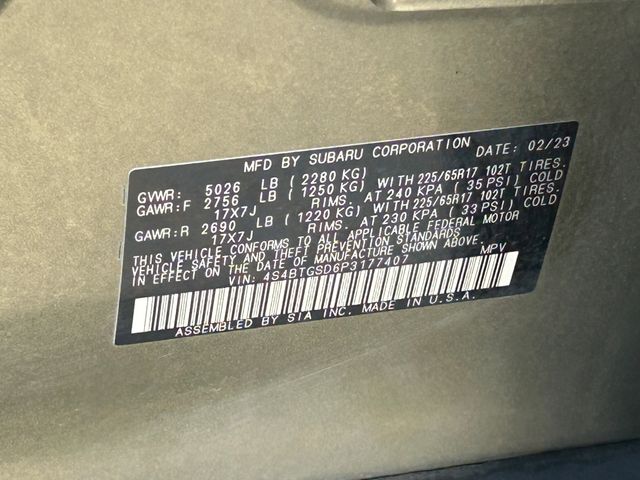 MFD BY SUBARU CORPORATION DATE: 02/23
GVWR: 5026 LB ( 2280 KG)
GAWR:F 2756 LB ( 1250 KG) WITH 225/65R17 102T TIRES.
17X7J RIMS. AT 240 KPA ( 35 PSI) COLD
GAWR:R 2690 LB ( 1220 KG) WITH 225/65R17 102T TIRES.
17X7J RIMS. AT 230 KPA ( 33 PSI) COLD
THIS VEHICLE CONFORMS TO ALL APPLICABLE FEDERAL MOTOR
VEHICLE SAFETY AND THEFT PREVENTION STANDARDS
IN EFFECT ON THE DATE OF MANUFACTURE SHOWN ABOVE.
VIN: 4S4BTGSD6P3177407 MPV
ASSEMBLED BY SIA INC. MADE IN U.S.A.